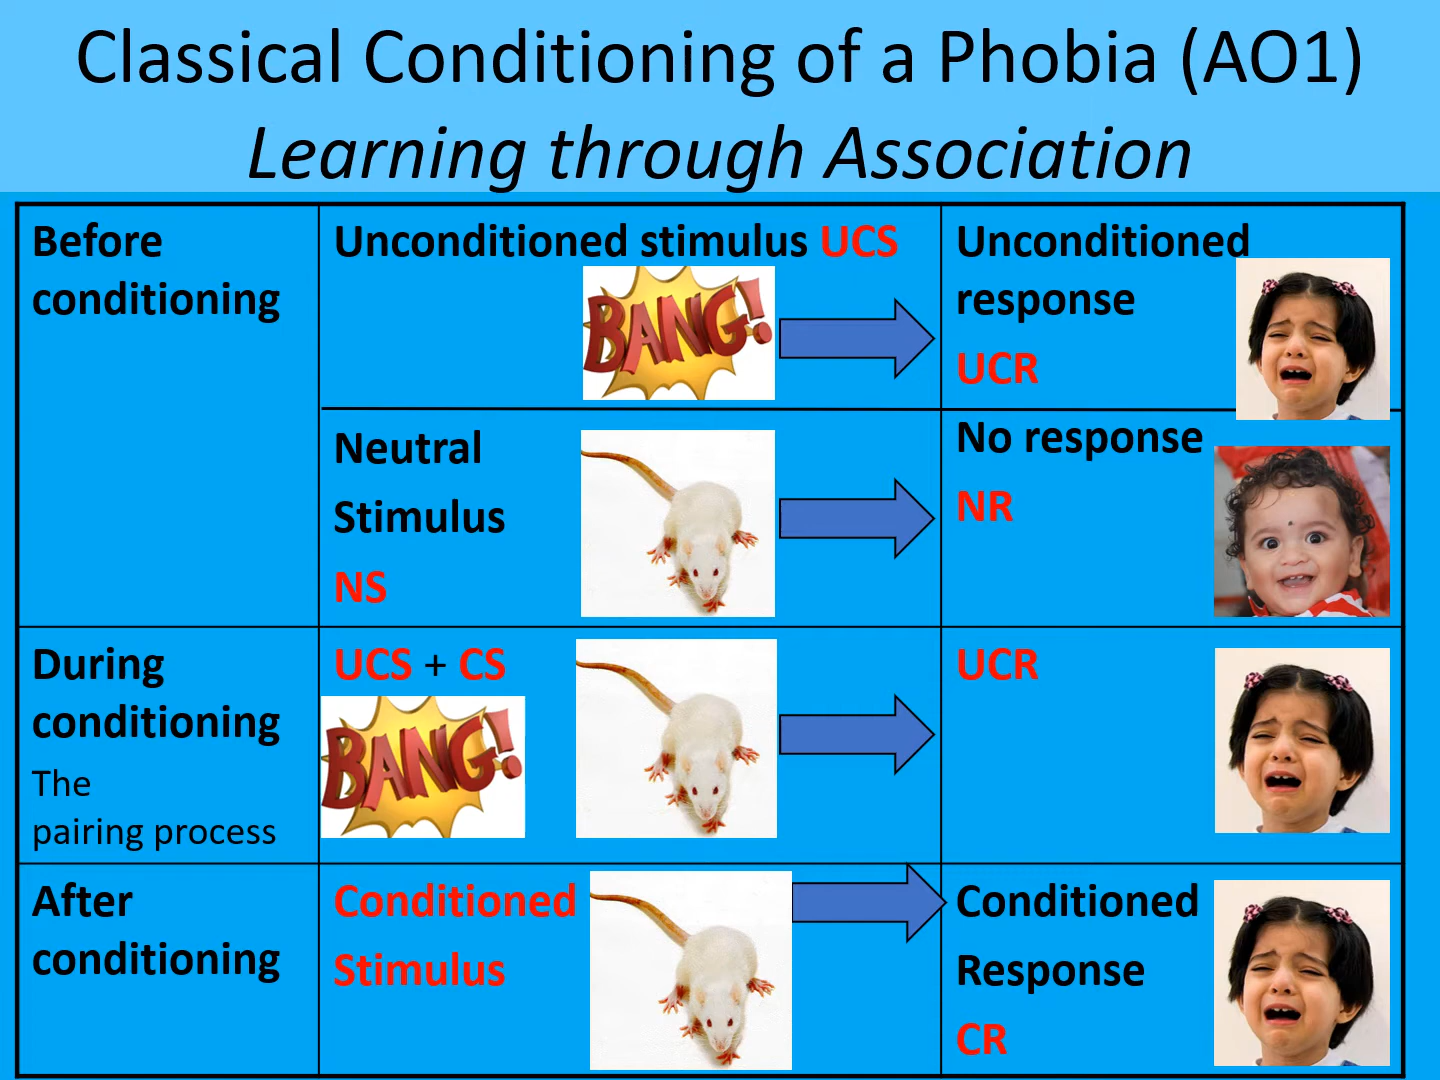 Classical Conditioning of a Phobia (AO1)
Learning through Association
Before
conditioning
Unconditioned stimulus UCS
BANG!
Unconditioned
response
UCR
Neutral
Stimulus
NS
No response
NR
During
conditioning
The
pairing process
UCS + CS
BANG!
UCR
After
conditioning
Conditioned
Stimulus
Conditioned
Response
CR